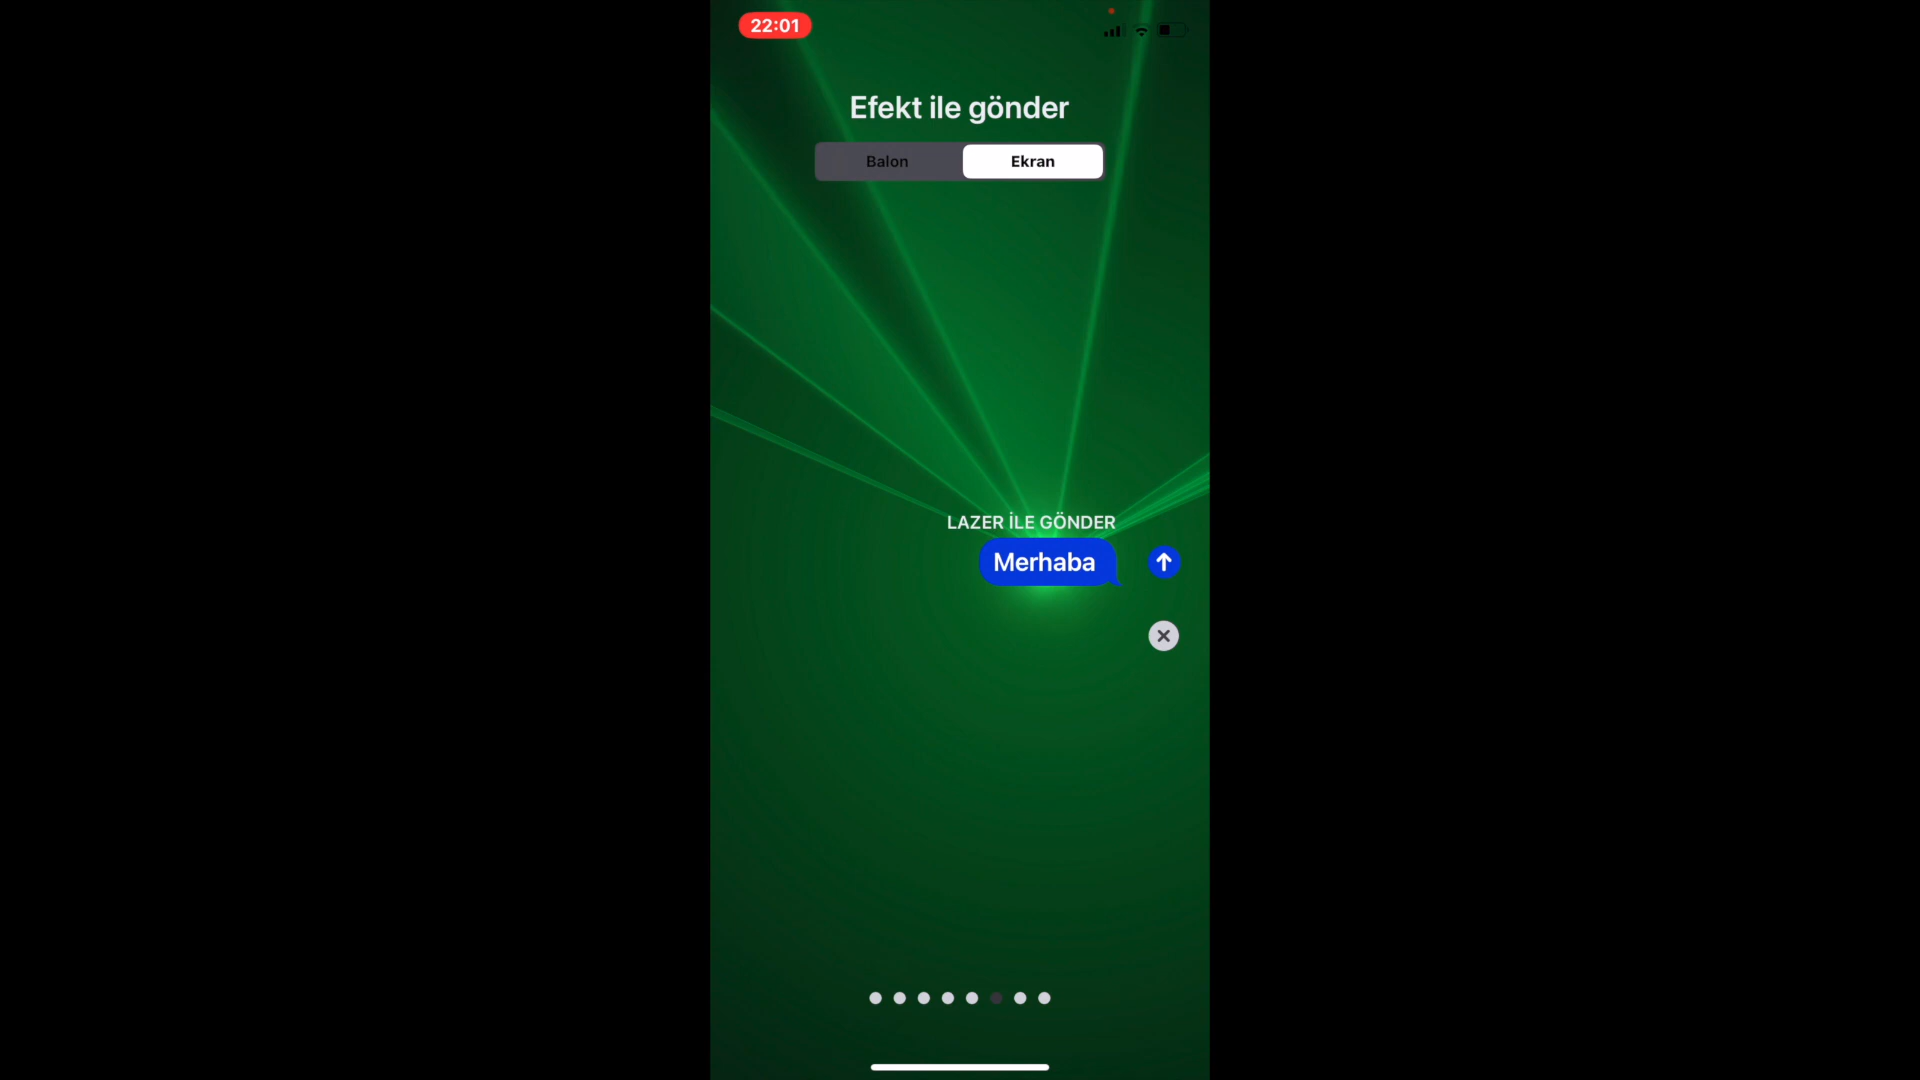 22:01
Efekt ile gönder
Balon
Ekran
LAZER İLE GÖNDER
Merhaba